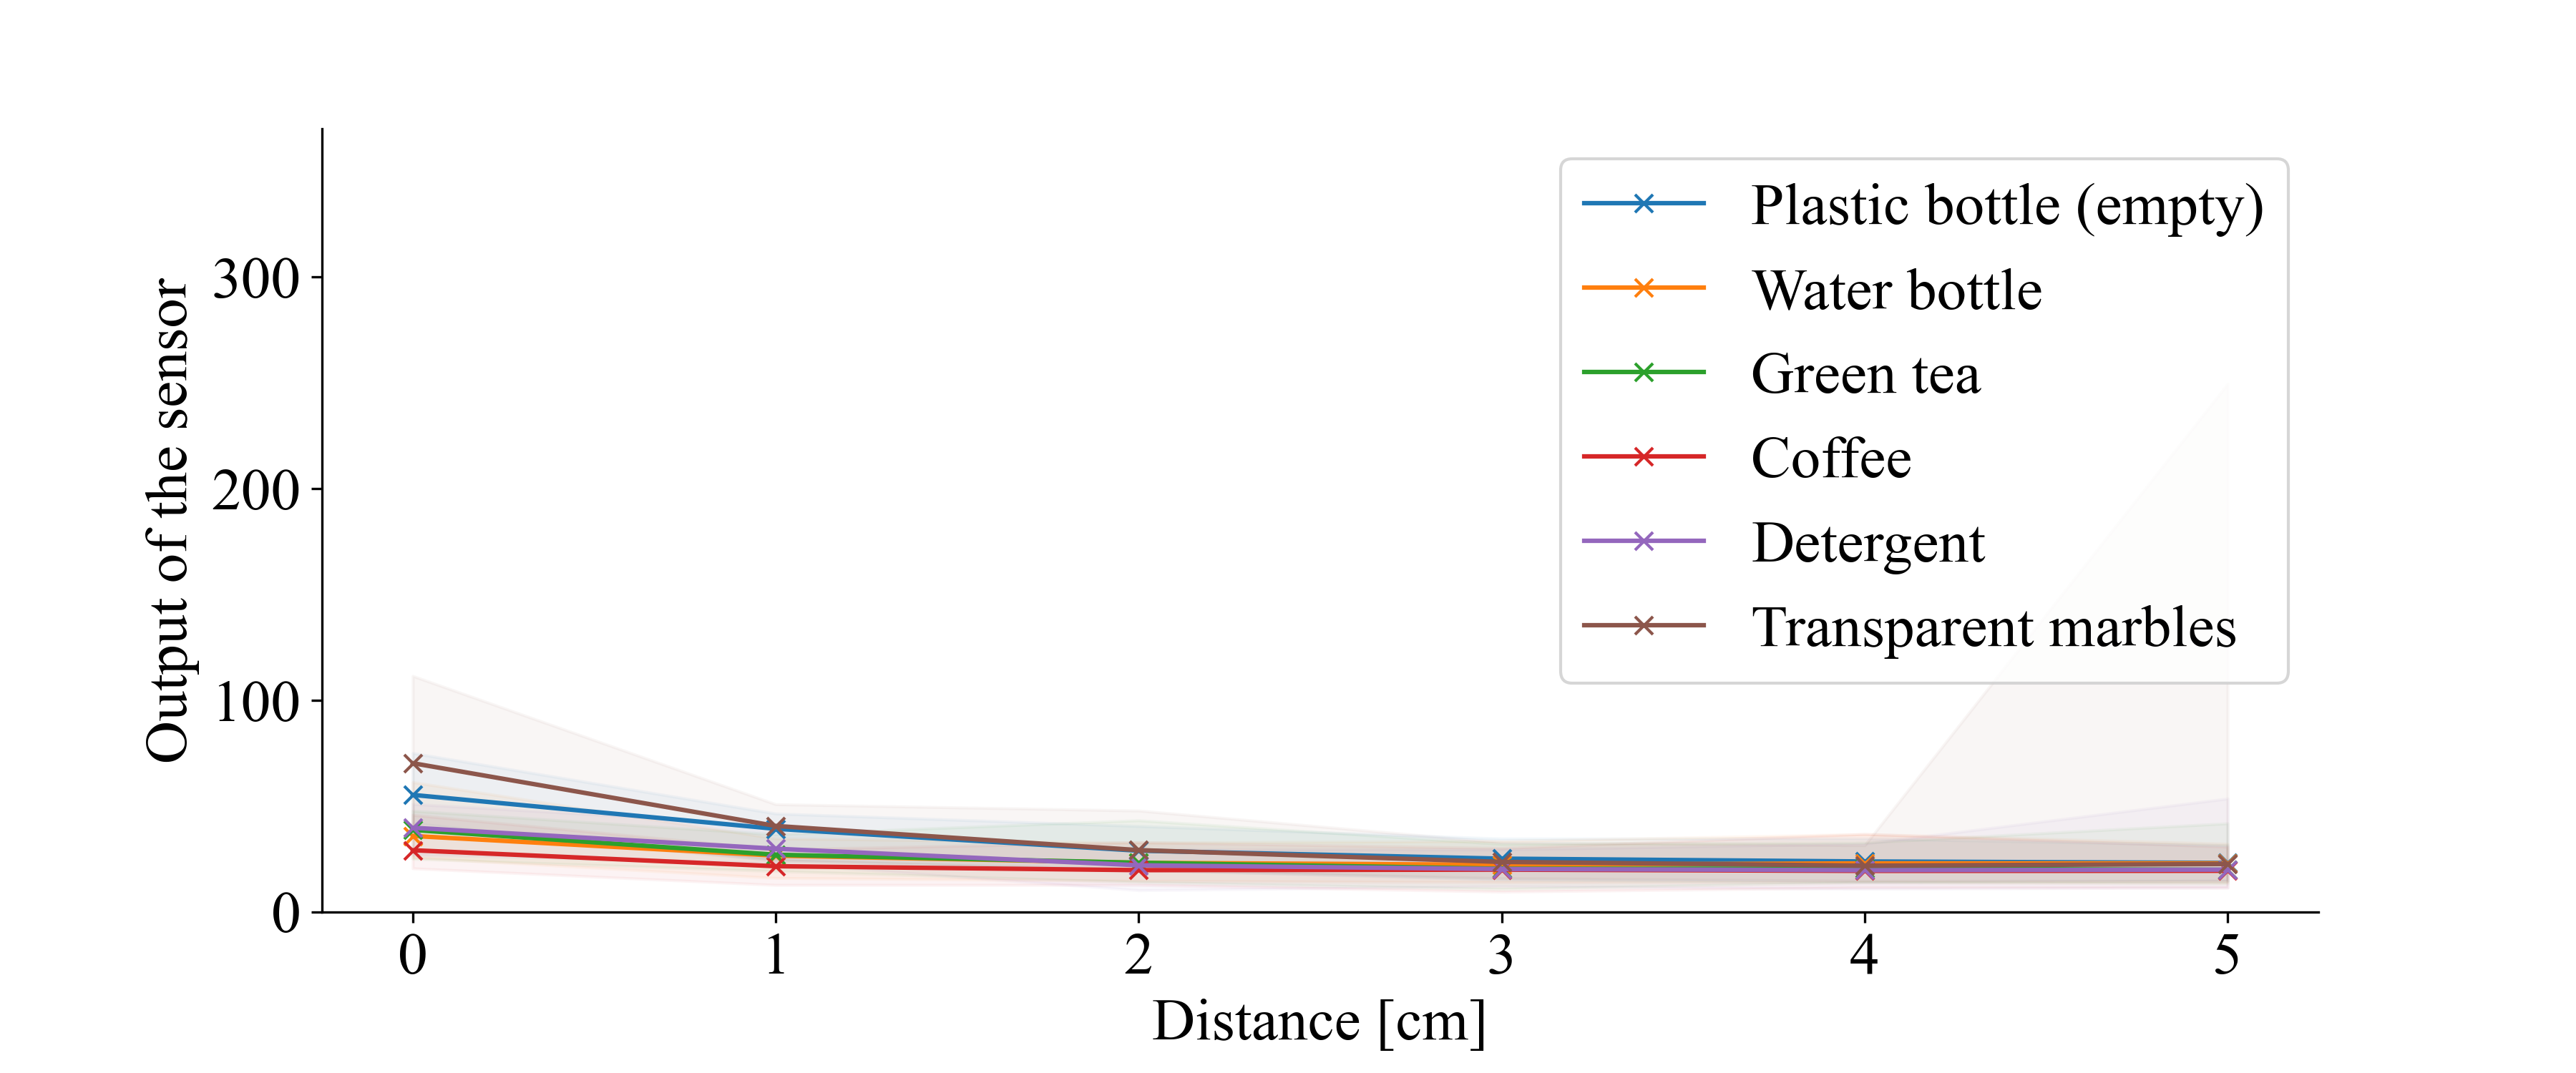 Output of the sensor
300
200
100
0
0 1 2 3 4 5
Distance [cm]
Plastic bottle (empty)
Water bottle
Green tea
Coffee
Detergent
Transparent marbles